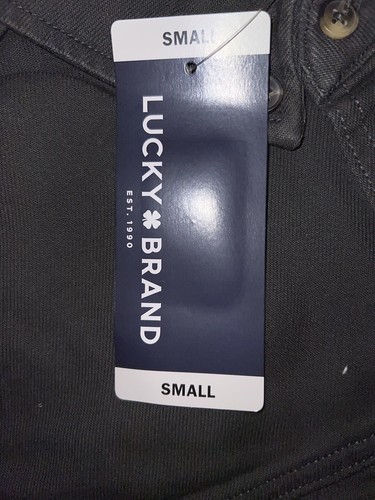 SMALL
LUCKY BRAND
EST. 1990
SMALL